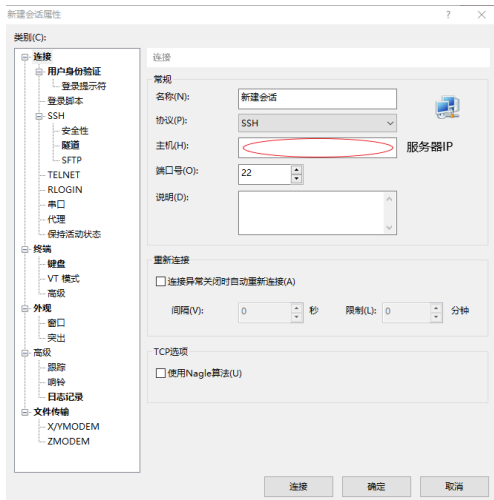 新建会话属性
类别(C):
连接
用户身份验证
登录提示符
登录脚本
SSH
安全性
隧道
SFTP
TELNET
RLOGIN
串口
代理
保持活动状态
终端
键盘
VT 模式
高级
外观
窗口
突出
高级
跟踪
响铃
日志记录
文件传输
X/YMODEM
ZMODEM
连接
常规
名称(N): 新建会话
协议(P): SSH
主机(H): 服务器IP
端口号(O): 22
说明(D):
重新连接
连接异常关闭时自动重新连接(A)
间隔(V): 0 秒 限制(L): 0 分钟
TCP选项
使用Nagle算法(U)
连接 确定 取消